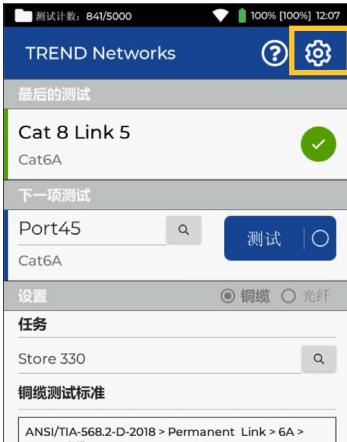 测试计数: 841/5000 100% [100%] 12:07
TREND Networks
最后的测试
Cat 8 Link 5
Cat6A
下一项测试
Port45
测试
Cat6A
设置 铜缆 光纤
任务
Store 330
铜缆测试标准
ANSI/TIA-568.2-D-2018 > Permanent Link > 6A >